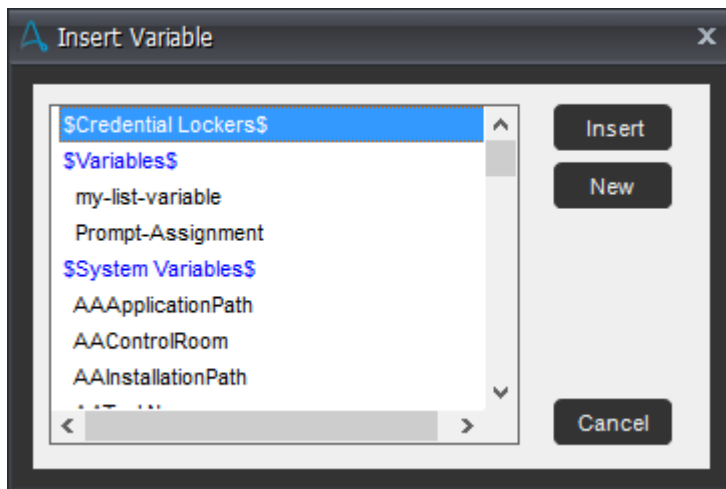 Insert Variable
x
$Credential Lockers$
$Variables$
my-list-variable
Prompt-Assignment
$System Variables$
AAApplicationPath
AAControlRoom
AAInstallationPath
Insert
New
Cancel